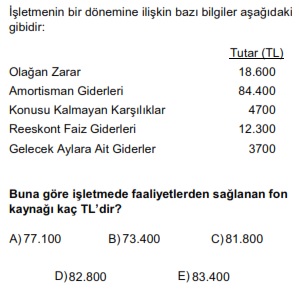 İşletmenin bir dönemine ilişkin bazı bilgiler aşağıdaki
gibidir:
Tutar (TL)
Olağan Zarar 18.600
Amortisman Giderleri 84.400
Konusu Kalmayan Karşılıklar 4700
Reeskont Faiz Giderleri 12.300
Gelecek Aylara Ait Giderler 3700
Buna göre işletmede faaliyetlerden sağlanan fon
kaynağı kaç TL'dir?
A) 77.100 B) 73.400 C) 81.800
D) 82.800 E) 83.400